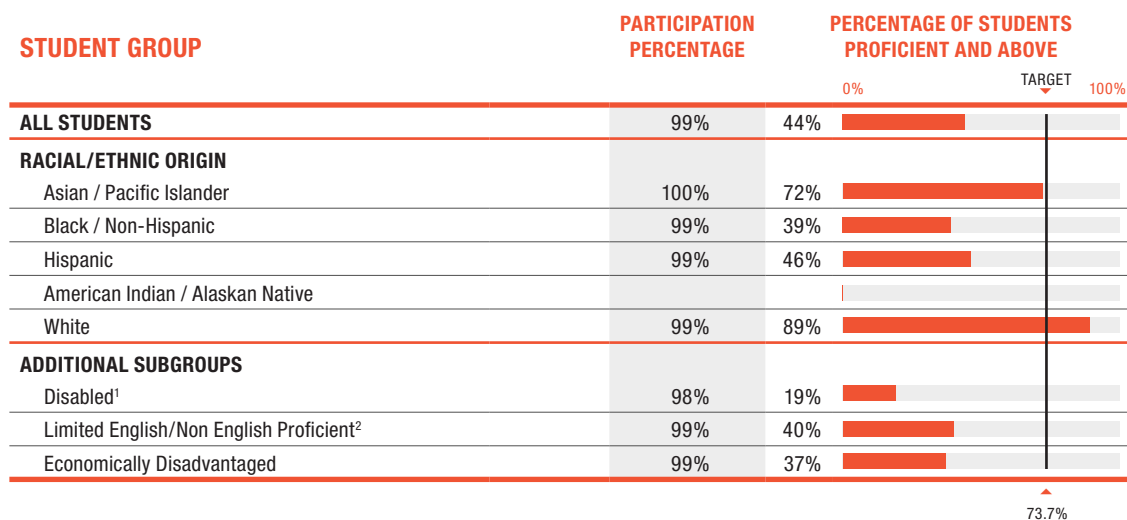 STUDENT GROUP
PARTICIPATION PERCENTAGE
PERCENTAGE OF STUDENTS PROFICIENT AND ABOVE
0% TARGET 100%
ALL STUDENTS 99% 44%
RACIAL/ETHNIC ORIGIN
Asian / Pacific Islander 100% 72%
Black / Non-Hispanic 99% 39%
Hispanic 99% 46%
American Indian / Alaskan Native
White 99% 89%
ADDITIONAL SUBGROUPS
Disabled¹ 98% 19%
Limited English/Non English Proficient² 99% 40%
Economically Disadvantaged 99% 37%
73.7%